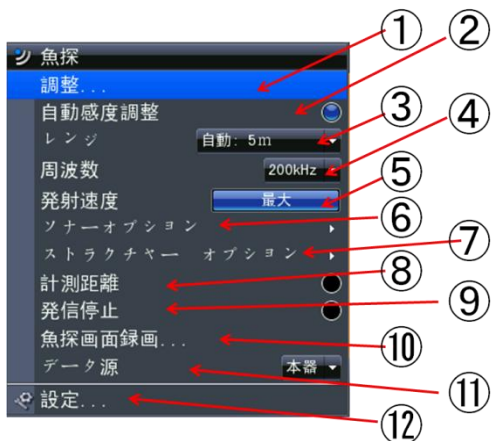 魚探 ①
調整... ②
自動感度調整
レンジ 自動: 5m ③
周波数 200kHz ④
発射速度 最大 ⑤
ソナーオプション ⑥
ストラクチャー オプション ⑦
計測距離 ⑧
発信停止 ⑨
魚探画面録画... ⑩
データ源 本器 ⑪
設定... ⑫